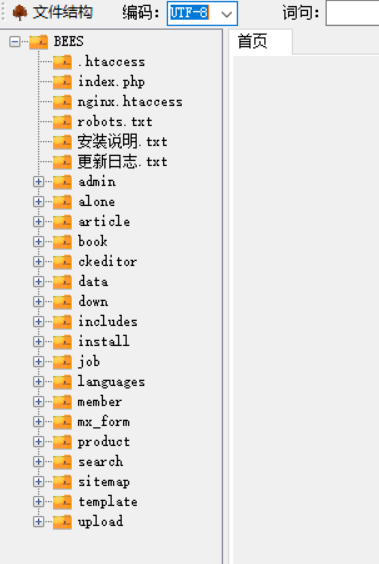 文件结构 编码: UTF-8 词句:
BEES 首页
.htaccess
index.php
nginx.htaccess
robots.txt
安装说明.txt
更新日志.txt
admin
alone
article
book
ckeditor
data
down
includes
install
job
languages
member
mx_form
product
search
sitemap
template
upload